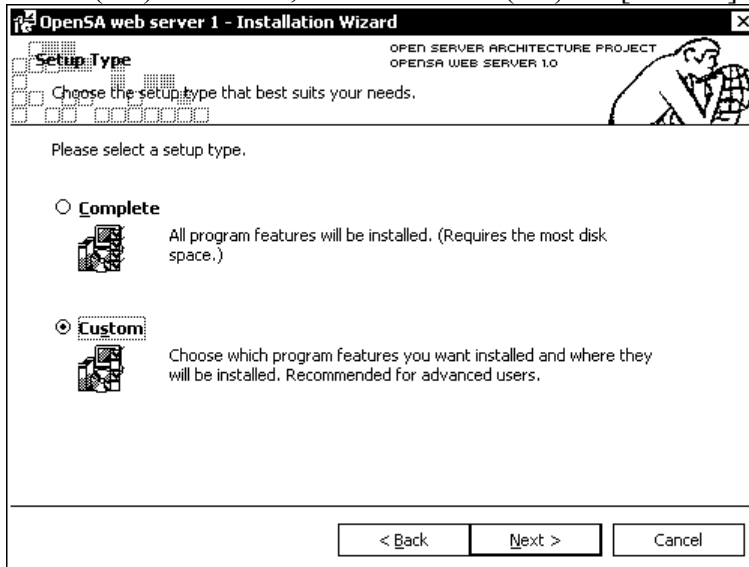 OpenSA web server 1 - Installation Wizard
Setup Type
OPEN SERVER ARCHITECTURE PROJECT
OPENSA WEB SERVER 1.0
Choose the setup type that best suits your needs.
Please select a setup type.
Complete
All program features will be installed. (Requires the most disk
space.)
Custom
Choose which program features you want installed and where they
will be installed. Recommended for advanced users.
< Back
Next >
Cancel